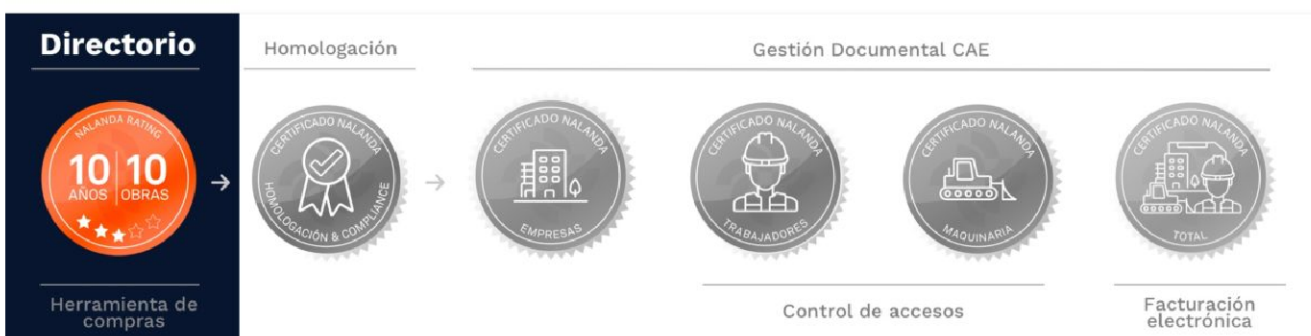 Directorio
Homologación
Gestión Documental CAE
NALANDA RATING
10 10
AÑOS OBRAS
CERTIFICADO NALANDA
HOMOLOGACIÓN & COMPLIANCE
CERTIFICADO NALANDA
EMPRESAS
CERTIFICADO NALANDA
TRABAJADORES
CERTIFICADO NALANDA
MAQUINARIA
CERTIFICADO NALANDA
TOTAL
Herramienta de
compras
Control de accesos
Facturación
electrónica